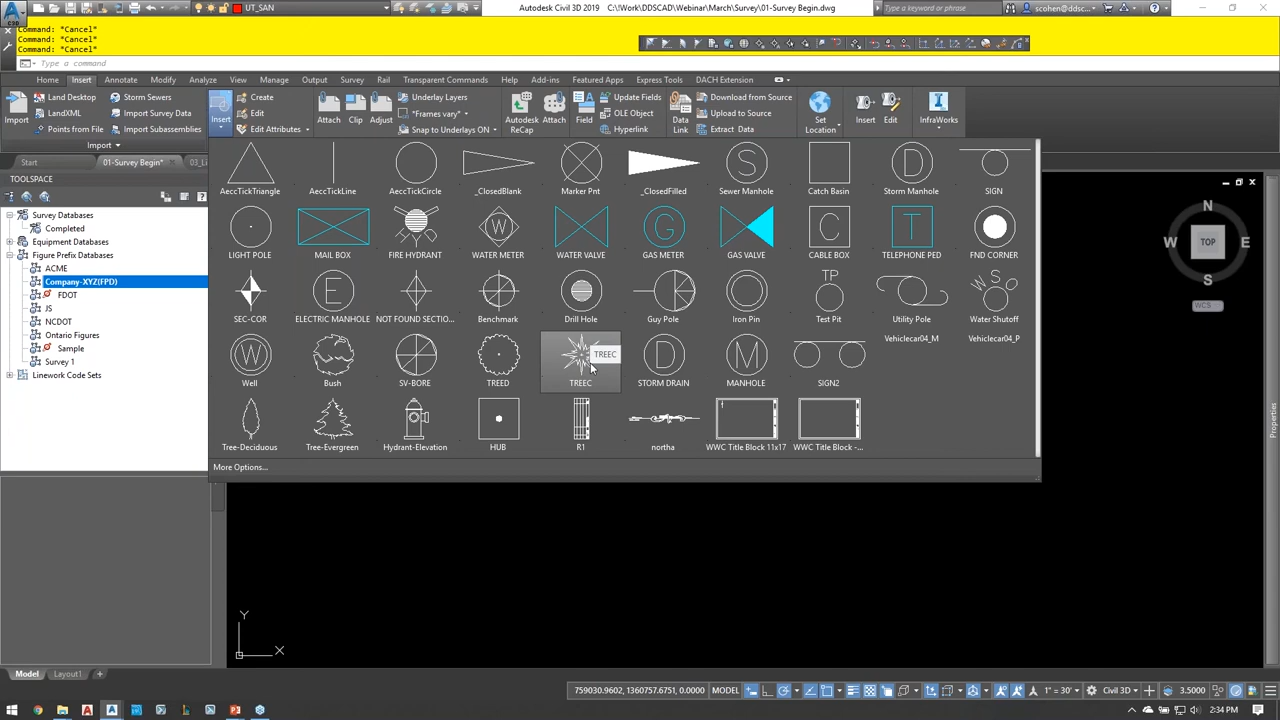 UT_SAN
Autodesk Civil 3D 2019   C:\!Work\DDSCAD\Webinar\March\Survey\01-Survey Begin.dwg
Type a keyword or phrase
scohen@ddsc...
C3D
Command: *Cancel*
Command: *Cancel*
Command: *Cancel*
Type a command
Home Insert Annotate Modify Analyze View Manage Output Survey Rail Transparent Commands Help Add-ins Featured Apps Express Tools DACH Extension
Import
Land Desktop
LandXML
Points from File
Storm Sewers
Import Survey Data
Import Subassemblies
Import
Insert
Create
Edit
Edit Attributes
Attach Clip Adjust
Underlay Layers
*Frames vary*
Snap to Underlays ON
Autodesk ReCap
Attach
Field
Update Fields
OLE Object
Hyperlink
Data Link
Download from Source
Upload to Source
Extract Data
Set Location
Insert Edit
InfraWorks
Start 01-Survey Begin* 03_Li
TOOLSPACE
Survey Databases
Completed
Equipment Databases
Figure Prefix Databases
ACME
Company-XYZ(FPD)
FDOT
JS
NCDOT
Ontario Figures
Sample
Survey 1
Linework Code Sets
S D
AeccTickTriangle AeccTickLine AeccTickCircle _ClosedBlank Marker Pnt _ClosedFilled Sewer Manhole Catch Basin Storm Manhole SIGN
W G C T
LIGHT POLE MAIL BOX FIRE HYDRANT WATER METER WATER VALVE GAS METER GAS VALVE CABLE BOX TELEPHONE PED FND CORNER
E TP WSO
SEC-COR ELECTRIC MANHOLE NOT FOUND SECTIO... Benchmark Drill Hole Guy Pole Iron Pin Test Pit Utility Pole Water Shutoff
W D M
Well Bush SV-BORE TREED TREEC STORM DRAIN MANHOLE SIGN2 Vehiclecar04_M Vehiclecar04_P
TREEC
Tree-Deciduous Tree-Evergreen Hydrant-Elevation HUB R1 northa WWC Title Block 11x17 WWC Title Block -...
More Options...
N
W TOP E
S
WCS
Properties
Y
X
Model Layout1 +
759030.9602, 1360757.6751, 0.0000 MODEL 1" = 30' Civil 3D 3.5000
2:34 PM